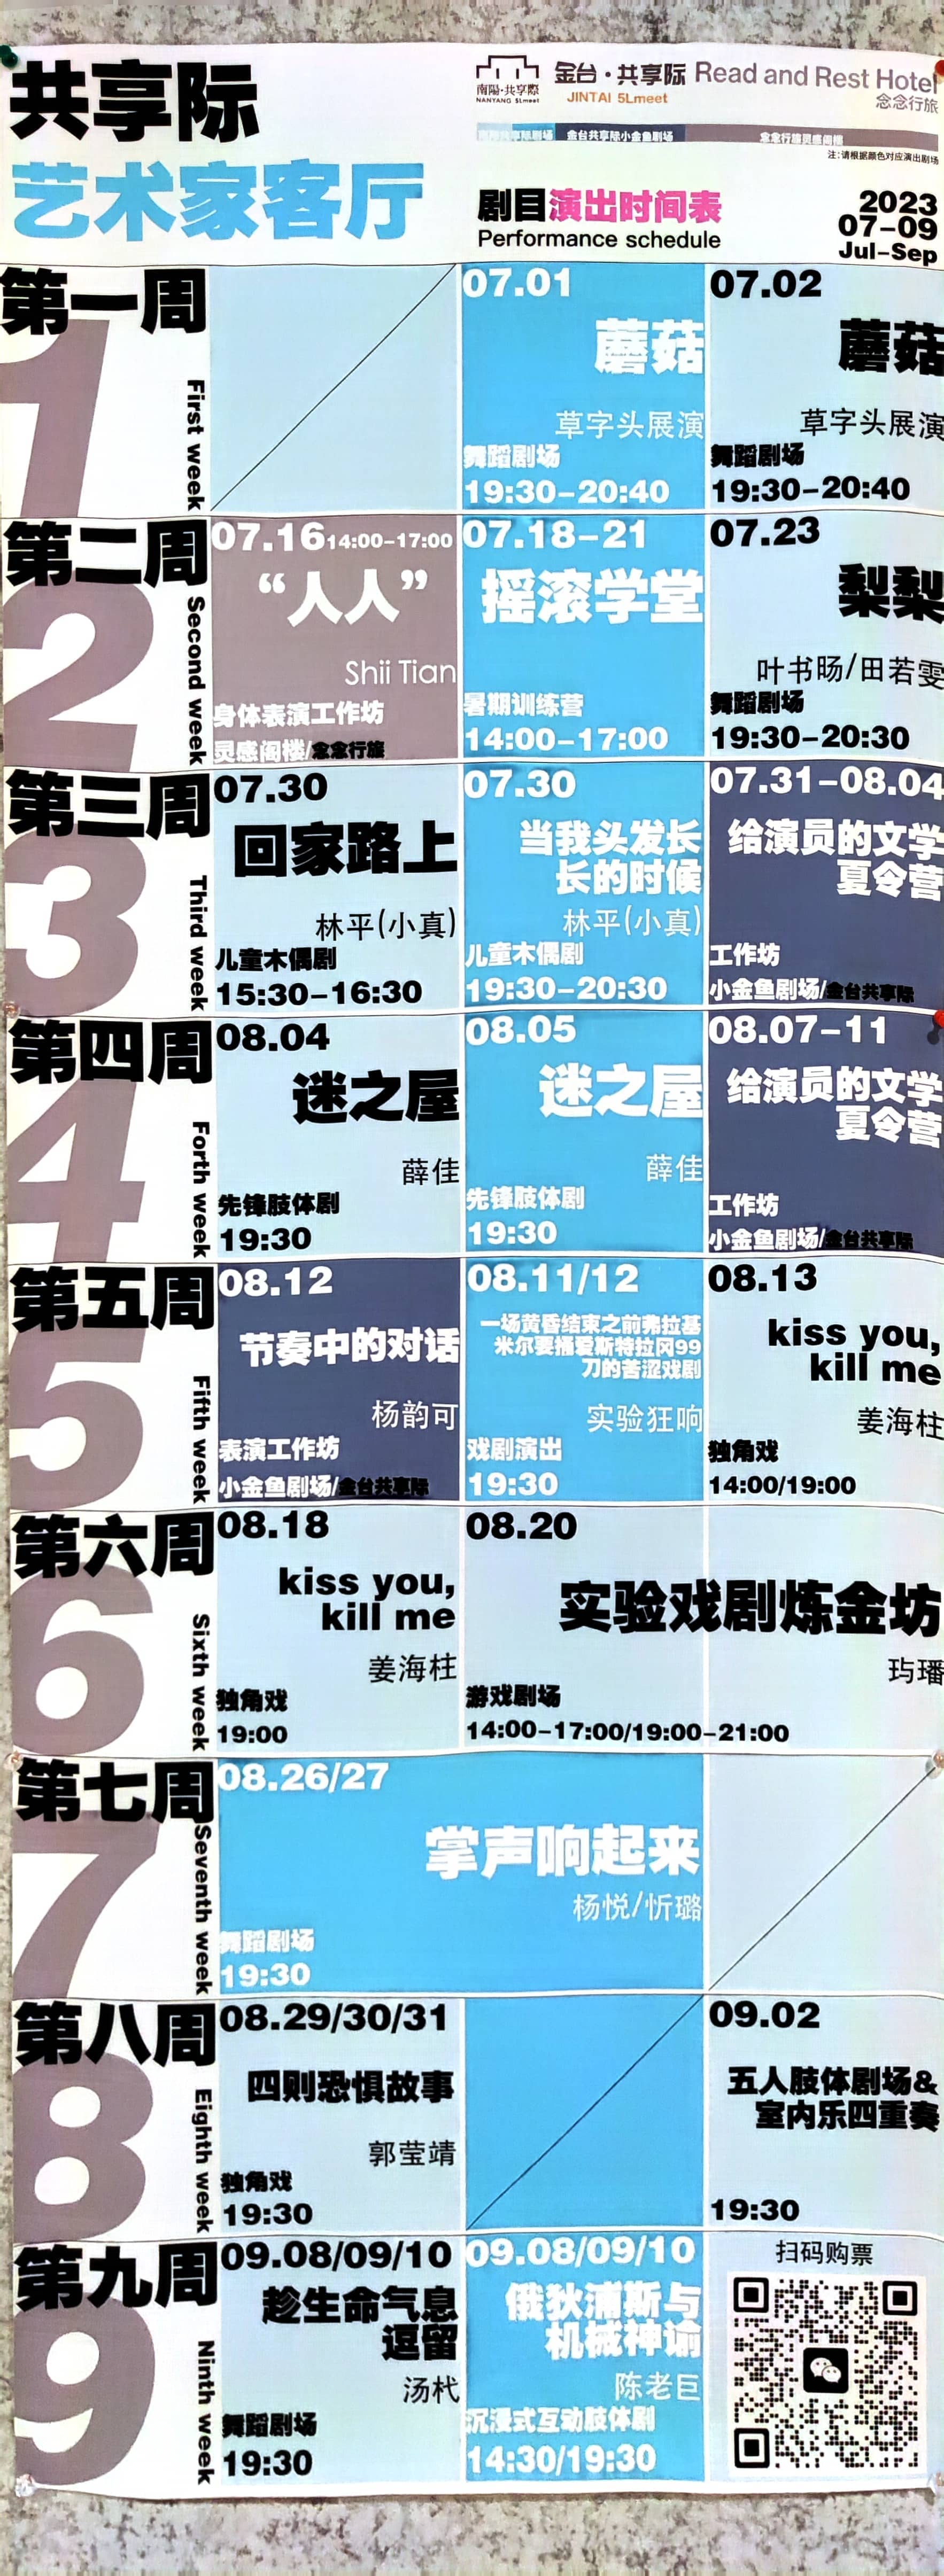 共享际
艺术家客厅
南陽·共享際
NANYANG 5Lmeet
金台·共享际
JINTAI 5Lmeet
Read and Rest Hotel
念念行旅
南阳共享际剧场
金台共享际小金鱼剧场
念念行旅灵感阁楼
注:请根据颜色对应演出剧场
剧目演出时间表
Performance schedule
2023
07-09
Jul-Sep
第一周
1
First week
07.01
蘑菇
草字头展演
舞蹈剧场
19:30-20:40
07.02
蘑菇
草字头展演
舞蹈剧场
19:30-20:40
第二周
2
Second week
07.16 14:00-17:00
“人人”
Shii Tian
身体表演工作坊
灵感阁楼/念念行旅
07.18-21
摇滚学堂
暑期训练营
14:00-17:00
07.23
梨梨
叶书旸/田若雯
舞蹈剧场
19:30-20:30
第三周
3
Third week
07.30
回家路上
林平(小真)
儿童木偶剧
15:30-16:30
07.30
当我头发长
长的时候
林平(小真)
儿童木偶剧
19:30-20:30
07.31-08.04
给演员的文学
夏令营
工作坊
小金鱼剧场/金台共享际
第四周
4
Forth week
08.04
迷之屋
薛佳
先锋肢体剧
19:30
08.05
迷之屋
薛佳
先锋肢体剧
19:30
08.07-11
给演员的文学
夏令营
工作坊
小金鱼剧场/金台共享际
第五周
5
Fifth week
08.12
节奏中的对话
杨韵可
表演工作坊
小金鱼剧场/金台共享际
08.11/12
一场黄昏结束之前弗拉基
米尔要捅爱斯特拉冈99
刀的苦涩戏剧
实验狂响
戏剧演出
19:30
08.13
kiss you,
kill me
姜海柱
独角戏
14:00/19:00
第六周
6
Sixth week
08.18
kiss you,
kill me
姜海柱
独角戏
19:00
08.20
实验戏剧炼金坊
玙璠
游戏剧场
14:00-17:00/19:00-21:00
第七周
7
Seventh week
08.26/27
掌声响起来
杨悦/忻璐
舞蹈剧场
19:30
第八周
8
Eighth week
08.29/30/31
四则恐惧故事
郭莹靖
独角戏
19:30
09.02
五人肢体剧场&
室内乐四重奏
19:30
第九周
9
Ninth week
09.08/09/10
趁生命气息
逗留
汤杙
舞蹈剧场
19:30
09.08/09/10
俄狄浦斯与
机械神谕
陈老巨
沉浸式互动肢体剧
14:30/19:30
扫码购票